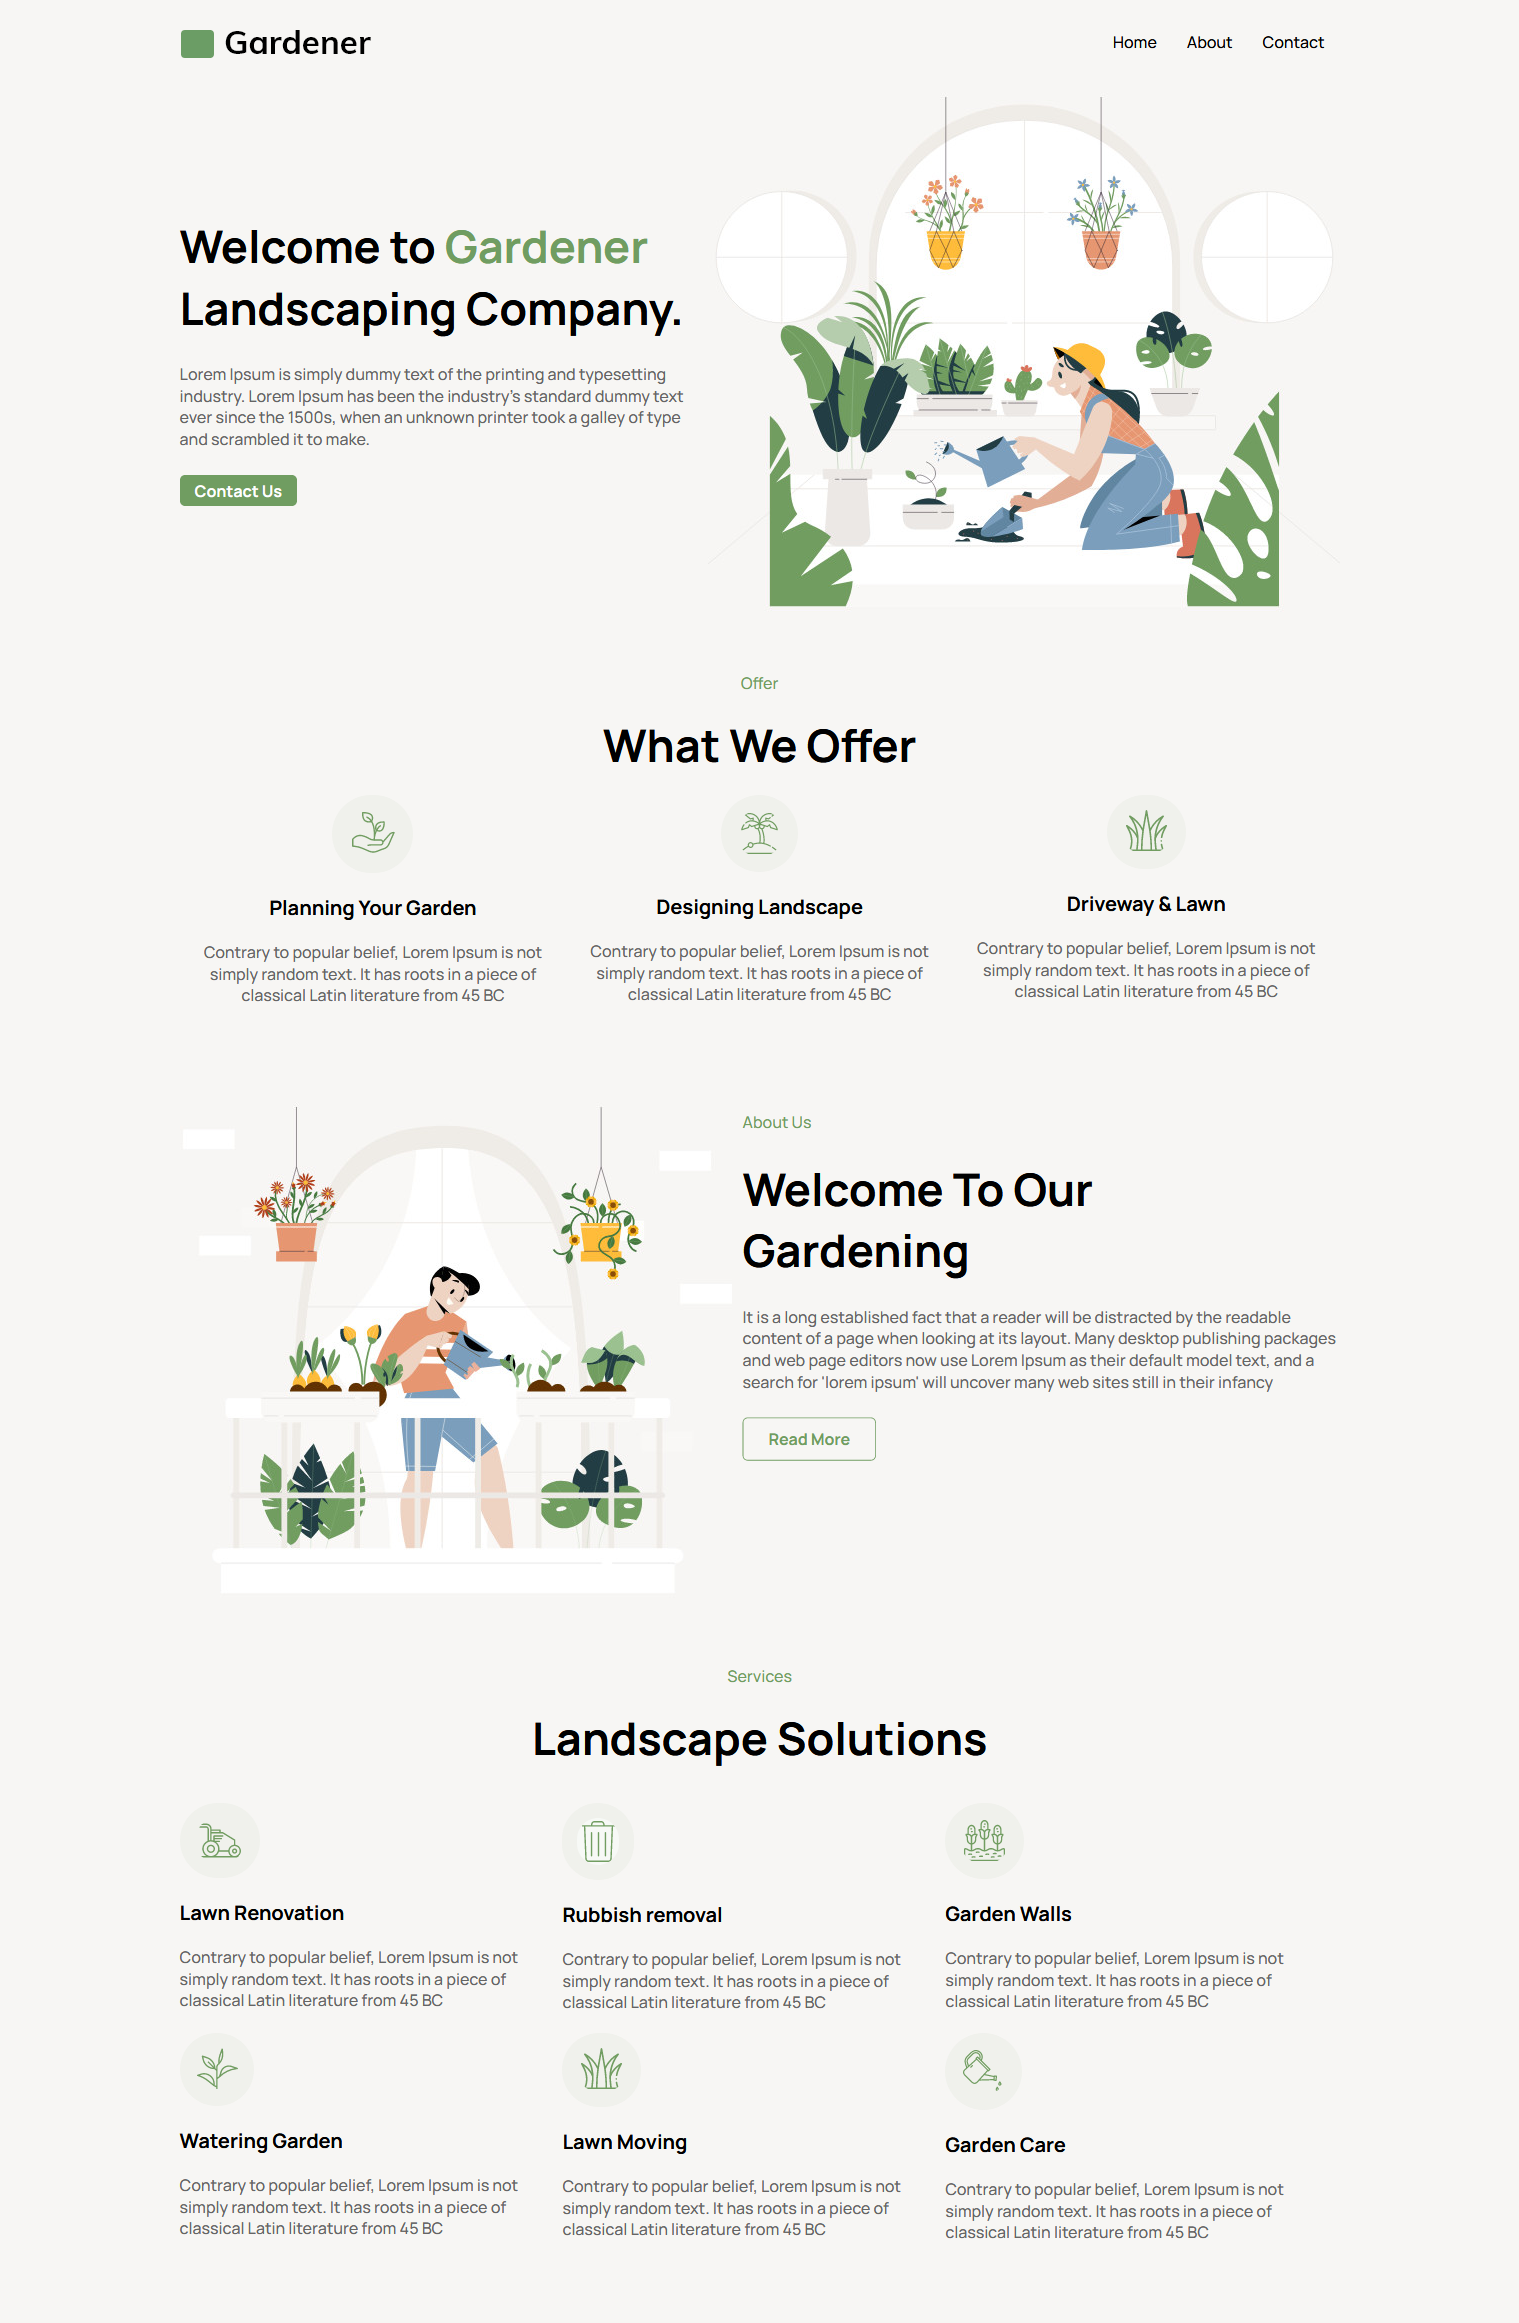 Gardener
Home About Contact
Welcome to Gardener
Landscaping Company.
Lorem Ipsum is simply dummy text of the printing and typesetting
industry. Lorem Ipsum has been the industry's standard dummy text
ever since the 1500s, when an unknown printer took a galley of type
and scrambled it to make.
Contact Us
Offer
What We Offer
Planning Your Garden
Contrary to popular belief, Lorem Ipsum is not
simply random text. It has roots in a piece of
classical Latin literature from 45 BC
Designing Landscape
Contrary to popular belief, Lorem Ipsum is not
simply random text. It has roots in a piece of
classical Latin literature from 45 BC
Driveway & Lawn
Contrary to popular belief, Lorem Ipsum is not
simply random text. It has roots in a piece of
classical Latin literature from 45 BC
About Us
Welcome To Our
Gardening
It is a long established fact that a reader will be distracted by the readable
content of a page when looking at its layout. Many desktop publishing packages
and web page editors now use Lorem Ipsum as their default model text, and a
search for 'lorem ipsum' will uncover many web sites still in their infancy
Read More
Services
Landscape Solutions
Lawn Renovation
Contrary to popular belief, Lorem Ipsum is not
simply random text. It has roots in a piece of
classical Latin literature from 45 BC
Rubbish removal
Contrary to popular belief, Lorem Ipsum is not
simply random text. It has roots in a piece of
classical Latin literature from 45 BC
Garden Walls
Contrary to popular belief, Lorem Ipsum is not
simply random text. It has roots in a piece of
classical Latin literature from 45 BC
Watering Garden
Contrary to popular belief, Lorem Ipsum is not
simply random text. It has roots in a piece of
classical Latin literature from 45 BC
Lawn Moving
Contrary to popular belief, Lorem Ipsum is not
simply random text. It has roots in a piece of
classical Latin literature from 45 BC
Garden Care
Contrary to popular belief, Lorem Ipsum is not
simply random text. It has roots in a piece of
classical Latin literature from 45 BC